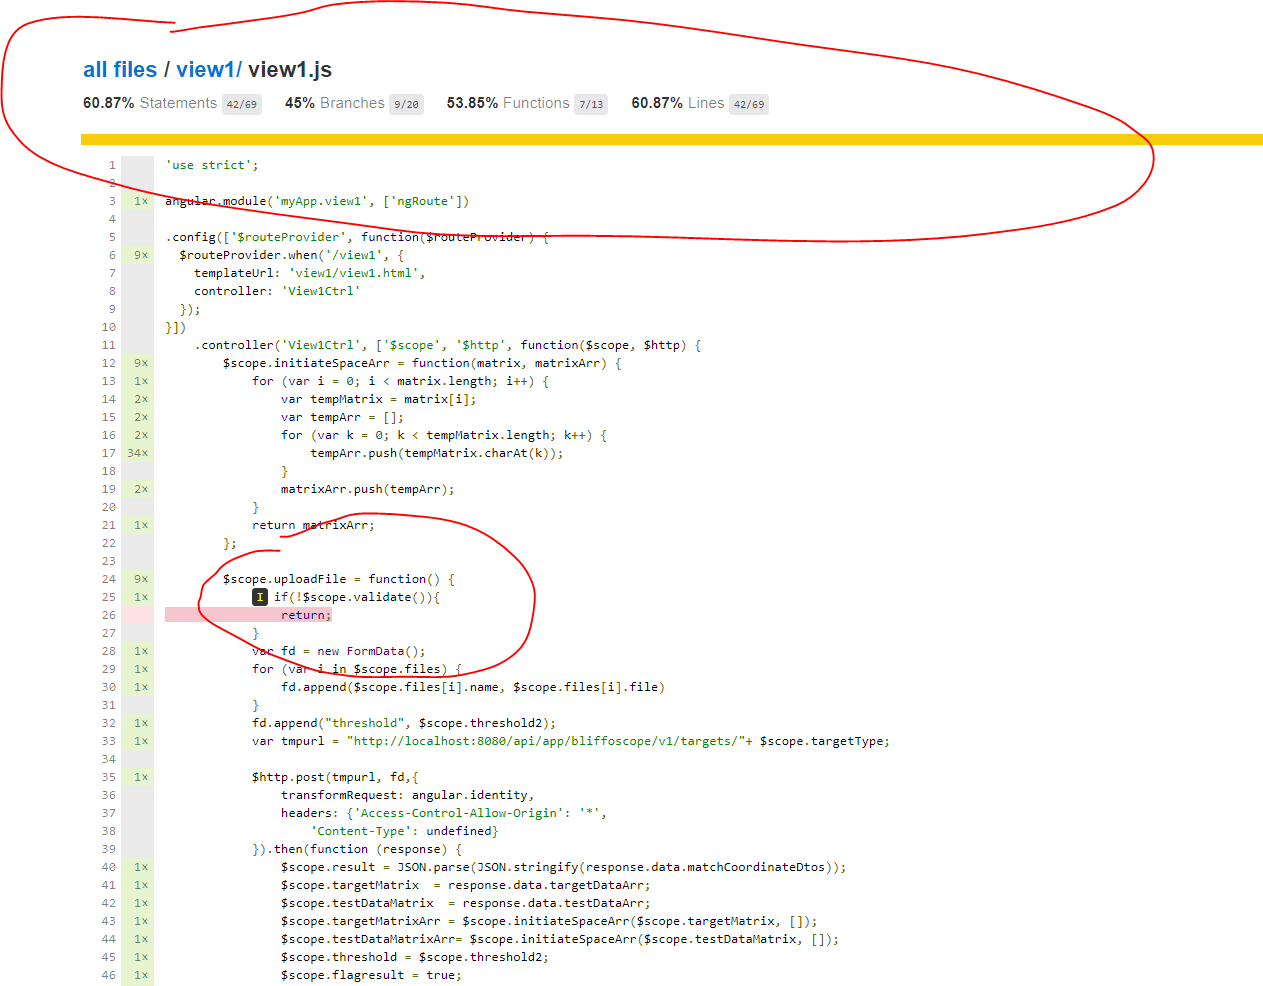 all files / view1/ view1.js
60.87% Statements 42/69 45% Branches 9/20 53.85% Functions 7/13 60.87% Lines 42/69
1 'use strict';
2
3 1× angular.module('myApp.view1', ['ngRoute'])
4
5 .config(['$routeProvider', function($routeProvider) {
6 9× $routeProvider.when('/view1', {
7 templateUrl: 'view1/view1.html',
8 controller: 'View1Ctrl'
9 });
10 }])
11 .controller('View1Ctrl', ['$scope', '$http', function($scope, $http) {
12 9× $scope.initiateSpaceArr = function(matrix, matrixArr) {
13 1× for (var i = 0; i < matrix.length; i++) {
14 2× var tempMatrix = matrix[i];
15 2× var tempArr = [];
16 2× for (var k = 0; k < tempMatrix.length; k++) {
17 34× tempArr.push(tempMatrix.charAt(k));
18 }
19 2× matrixArr.push(tempArr);
20 }
21 1× return matrixArr;
22 };
23
24 9× $scope.uploadFile = function() {
25 1× I if(!$scope.validate()){
26 return;
27 }
28 1× var fd = new FormData();
29 1× for (var i in $scope.files) {
30 1× fd.append($scope.files[i].name, $scope.files[i].file)
31 }
32 1× fd.append("threshold", $scope.threshold2);
33 1× var tmpurl = "http://localhost:8080/api/app/bliffoscope/v1/targets/"+ $scope.targetType;
34
35 1× $http.post(tmpurl, fd,{
36 transformRequest: angular.identity,
37 headers: {'Access-Control-Allow-Origin': '*',
38 'Content-Type': undefined}
39 }).then(function (response) {
40 1× $scope.result = JSON.parse(JSON.stringify(response.data.matchCoordinateDtos));
41 1× $scope.targetMatrix  = response.data.targetDataArr;
42 1× $scope.testDataMatrix  = response.data.testDataArr;
43 1× $scope.targetMatrixArr = $scope.initiateSpaceArr($scope.targetMatrix, []);
44 1× $scope.testDataMatrixArr= $scope.initiateSpaceArr($scope.testDataMatrix, []);
45 1× $scope.threshold = $scope.threshold2;
46 1× $scope.flagresult = true;